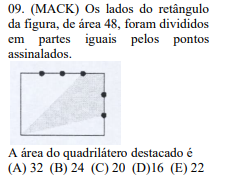 09. (MACK) Os lados do retângulo
da figura, de área 48, foram divididos
em partes iguais pelos pontos
assinalados.
A área do quadrilátero destacado é
(A) 32 (B) 24 (C) 20 (D)16 (E) 22